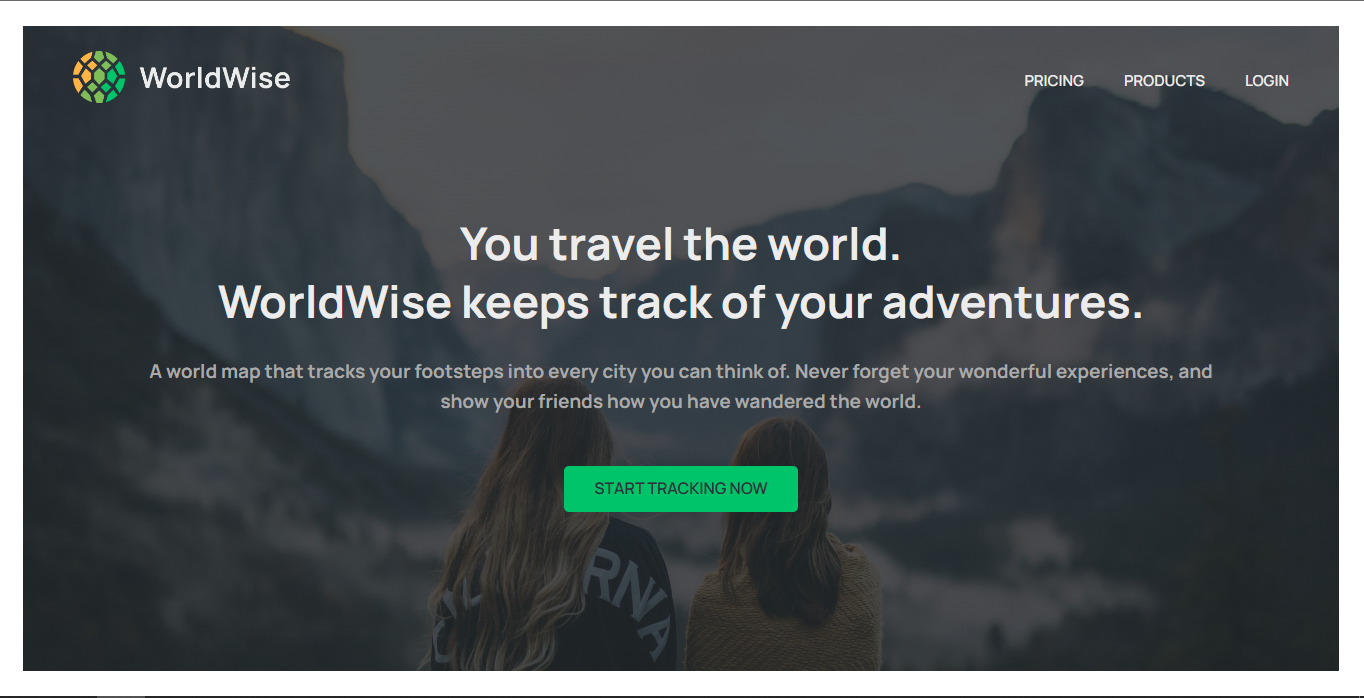 WorldWise
PRICING PRODUCTS LOGIN
You travel the world.
WorldWise keeps track of your adventures.
A world map that tracks your footsteps into every city you can think of. Never forget your wonderful experiences, and
show your friends how you have wandered the world.
START TRACKING NOW